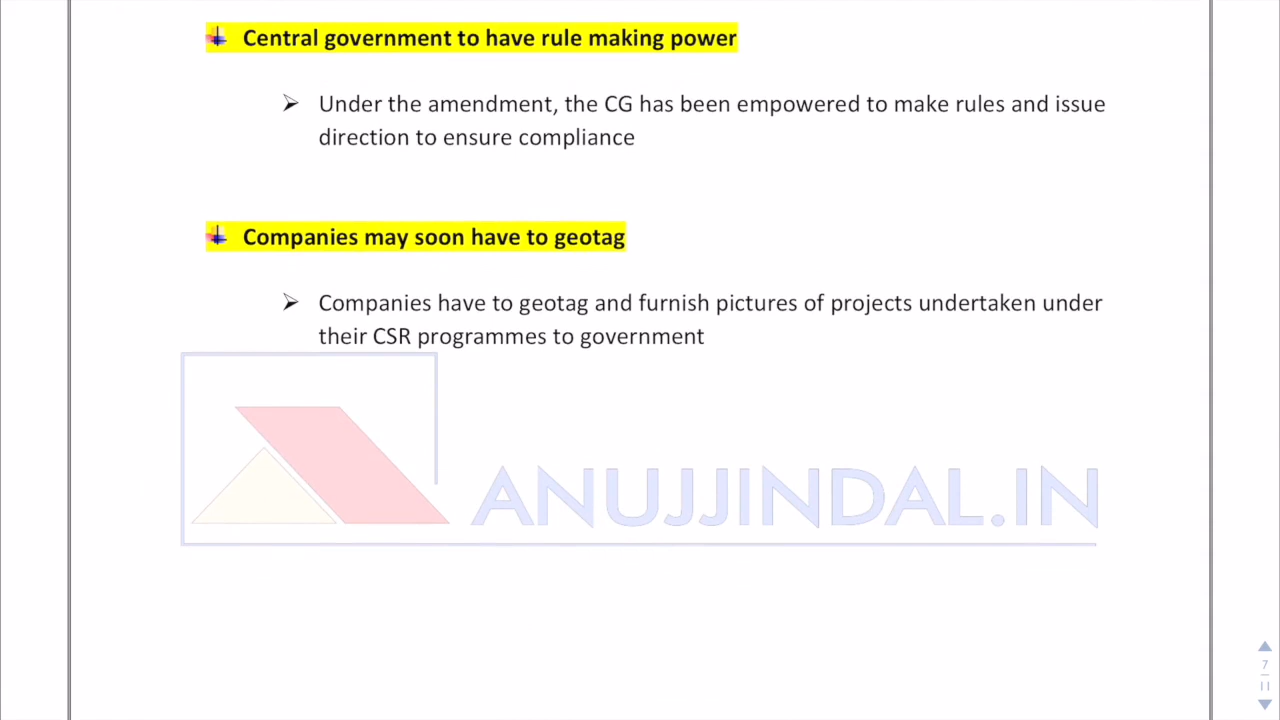 Central government to have rule making power
Under the amendment, the CG has been empowered to make rules and issue
direction to ensure compliance
Companies may soon have to geotag
Companies have to geotag and furnish pictures of projects undertaken under
their CSR programmes to government
ANUJJINDAL.IN
7
11